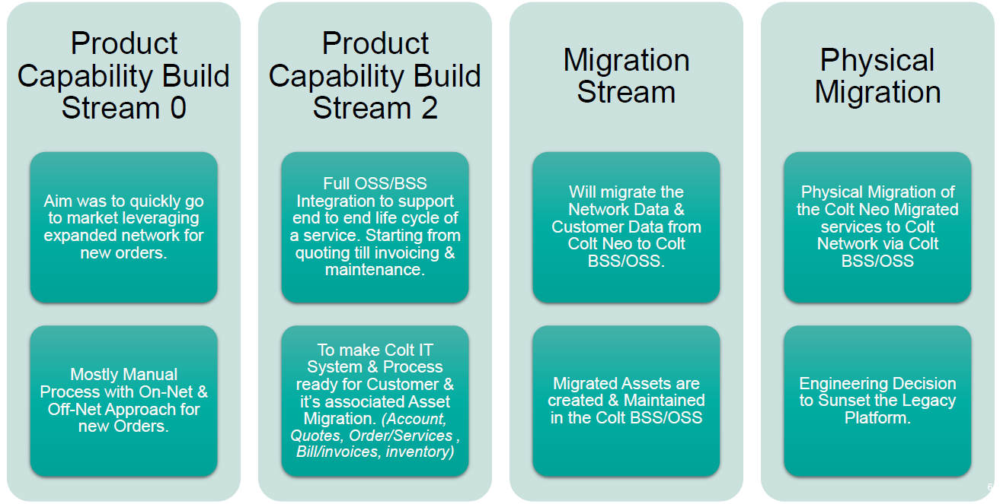 Product
Capability Build
Stream 0
Aim was to quickly go
to market leveraging
expanded network for
new orders.
Mostly Manual
Process with On-Net &
Off-Net Approach for
new Orders.
Product
Capability Build
Stream 2
Full OSS/BSS
Integration to support
end to end life cycle of
a service. Starting from
quoting till invoicing &
maintenance.
To make Colt IT
System & Process
ready for Customer &
it's associated Asset
Migration. (Account,
Quotes, Order/Services ,
Bill/invoices, inventory)
Migration
Stream
Will migrate the
Network Data &
Customer Data from
Colt Neo to Colt
BSS/OSS.
Migrated Assets are
created & Maintained
in the Colt BSS/OSS
Physical
Migration
Physical Migration of
the Colt Neo Migrated
services to Colt
Network via Colt
BSS/OSS
Engineering Decision
to Sunset the Legacy
Platform.
6